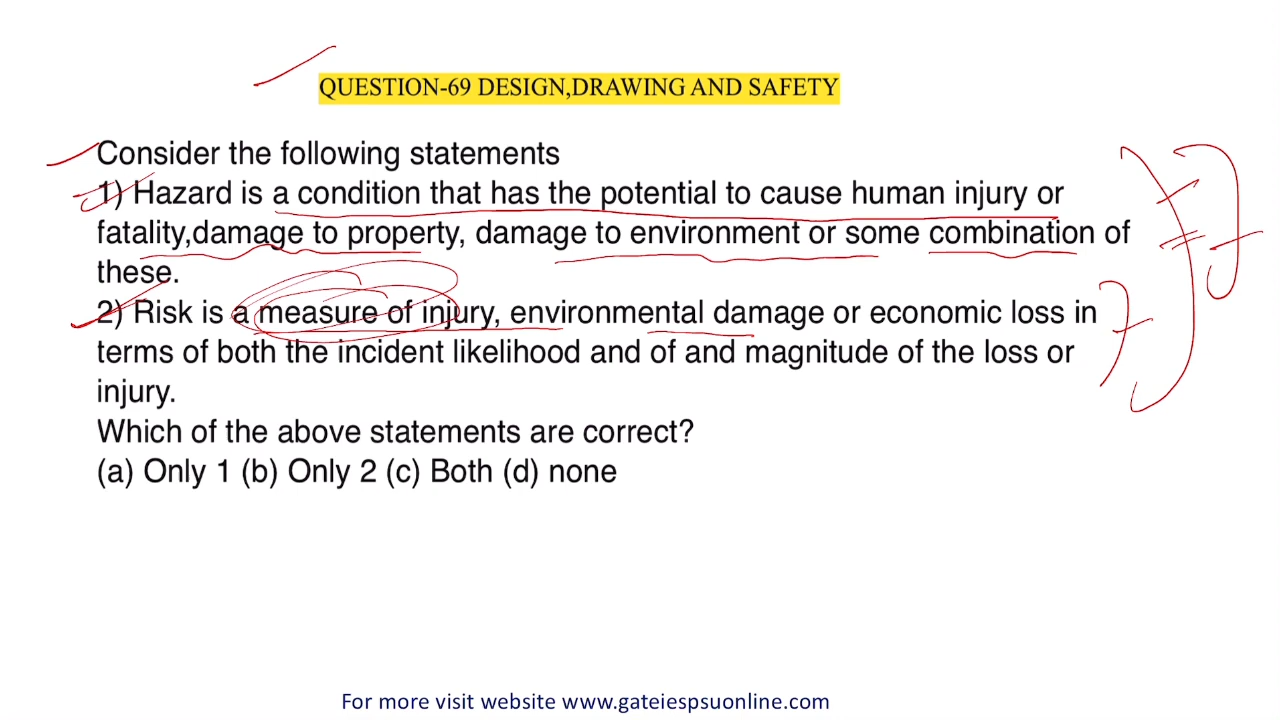 QUESTION-69 DESIGN,DRAWING AND SAFETY
Consider the following statements
1) Hazard is a condition that has the potential to cause human injury or
fatality,damage to property, damage to environment or some combination of
these.
2) Risk is a measure of injury, environmental damage or economic loss in
terms of both the incident likelihood and of and magnitude of the loss or
injury.
Which of the above statements are correct?
(a) Only 1 (b) Only 2 (c) Both (d) none
For more visit website www.gateiespsuonline.com